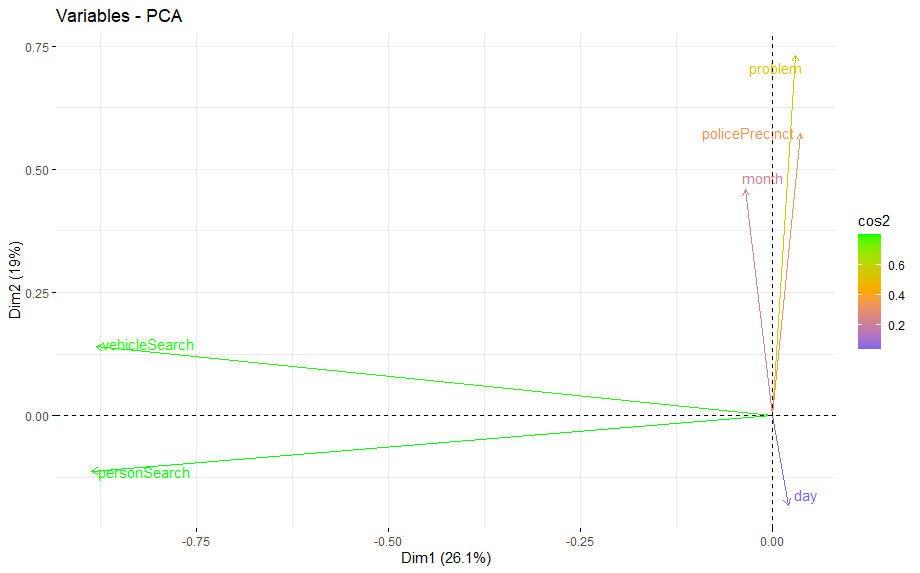 Variables - PCA
0.75
0.50
0.25
0.00
Dim2 (19%)
problem
policePrecinct
month
vehicleSearch
personSearch
day
-0.75
-0.50
-0.25
0.00
Dim1 (26.1%)
cos2
0.6
0.4
0.2